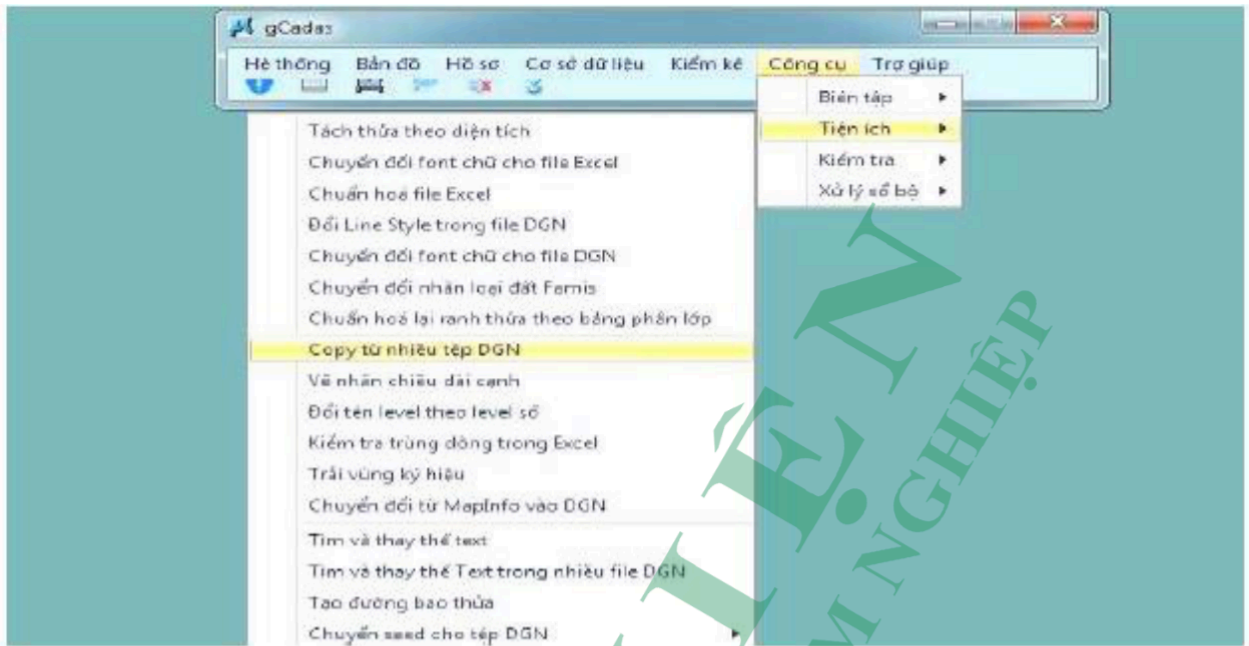 gCadas
Hệ thống Bản đồ Hồ sơ Cơ sở dữ liệu Kiểm kê Công cụ Trợ giúp
Biên tập
Tiện ích
Kiểm tra
Xử lý số bộ
Tách thửa theo diện tích
Chuyển đổi font chữ cho file Excel
Chuẩn hoá file Excel
Đổi Line Style trong file DGN
Chuyển đổi font chữ cho file DGN
Chuyển đổi nhãn loại đất Famis
Chuẩn hoá lại ranh thửa theo bảng phân lớp
Copy từ nhiều tệp DGN
Vẽ nhãn chiều dài cạnh
Đổi tên level theo level số
Kiểm tra trùng dòng trong Excel
Trải vùng ký hiệu
Chuyển đổi từ MapInfo vào DGN
Tìm và thay thế text
Tìm và thay thế Text trong nhiều file DGN
Tạo đường bao thửa
Chuyển seed cho tệp DGN
IỆN
M NGHIỆP